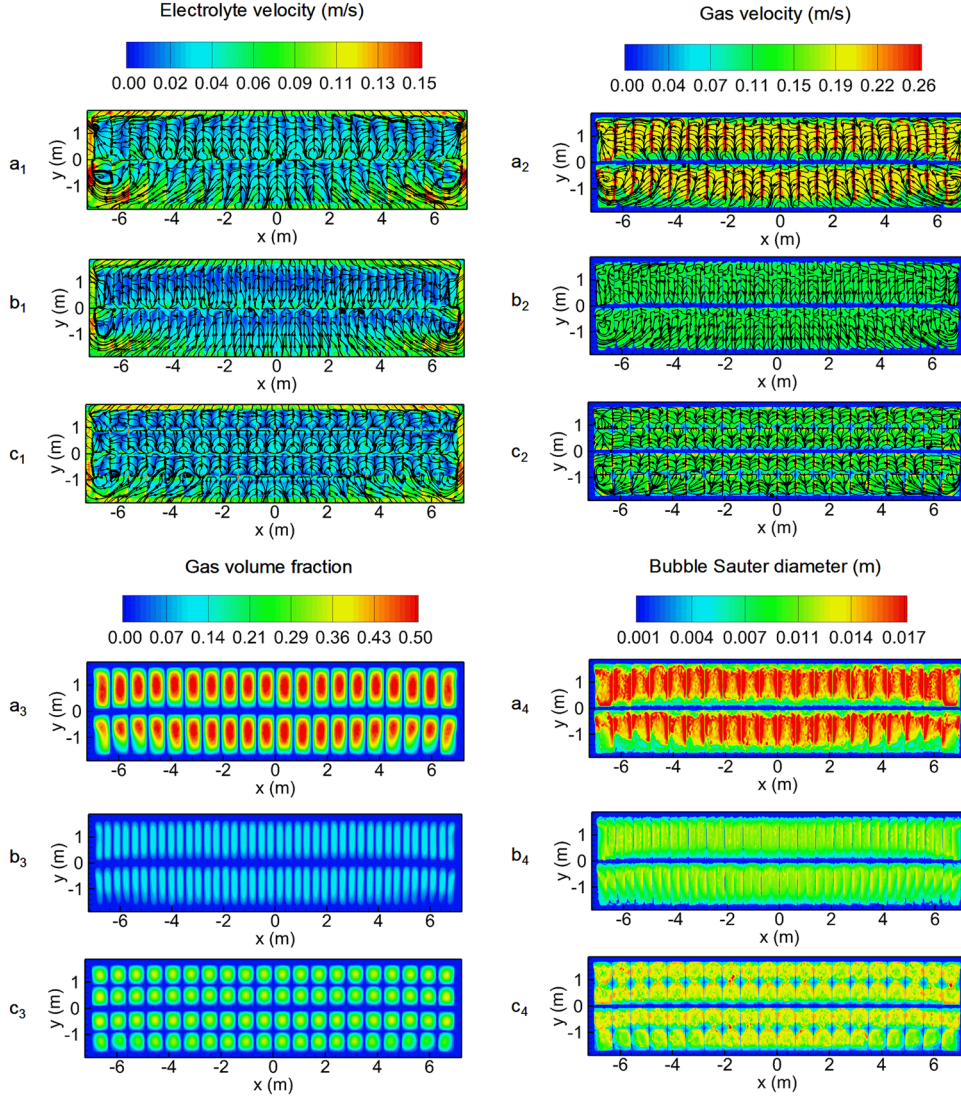 Electrolyte velocity (m/s)
0.00 0.02 0.04 0.06 0.09 0.11 0.13 0.15
a1
y (m)
1
0
-1
-6 -4 -2 0 2 4 6
x (m)
b1
y (m)
1
0
-1
-6 -4 -2 0 2 4 6
x (m)
c1
y (m)
1
0
-1
-6 -4 -2 0 2 4 6
x (m)
Gas velocity (m/s)
0.00 0.04 0.07 0.11 0.15 0.19 0.22 0.26
a2
y (m)
1
0
-1
-6 -4 -2 0 2 4 6
x (m)
b2
y (m)
1
0
-1
-6 -4 -2 0 2 4 6
x (m)
c2
y (m)
1
0
-1
-6 -4 -2 0 2 4 6
x (m)
Gas volume fraction
0.00 0.07 0.14 0.21 0.29 0.36 0.43 0.50
a3
y (m)
1
0
-1
-6 -4 -2 0 2 4 6
x (m)
b3
y (m)
1
0
-1
-6 -4 -2 0 2 4 6
x (m)
c3
y (m)
1
0
-1
-6 -4 -2 0 2 4 6
x (m)
Bubble Sauter diameter (m)
0.001 0.004 0.007 0.011 0.014 0.017
a4
y (m)
1
0
-1
-6 -4 -2 0 2 4 6
x (m)
b4
y (m)
1
0
-1
-6 -4 -2 0 2 4 6
x (m)
c4
y (m)
1
0
-1
-6 -4 -2 0 2 4 6
x (m)